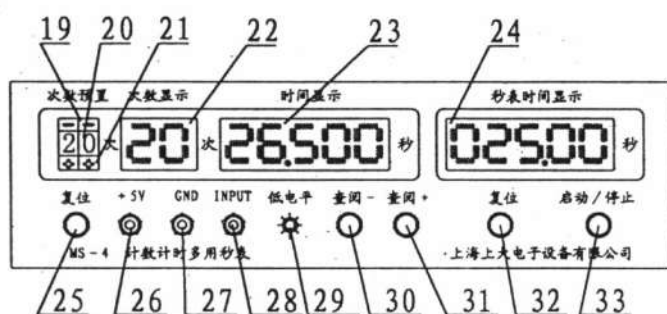 19 20 21 22 23 24
次数预置 次数显示 时间显示 秒表时间显示
20 次 20 次 26.500 秒 025.00 秒
复位 +5V GND INPUT 低电平 查阅- 查阅+ 复位 启动/停止
MS-4 计数计时多用秒表 上海上大电子设备有限公司
25 26 27 28 29 30 31 32 33